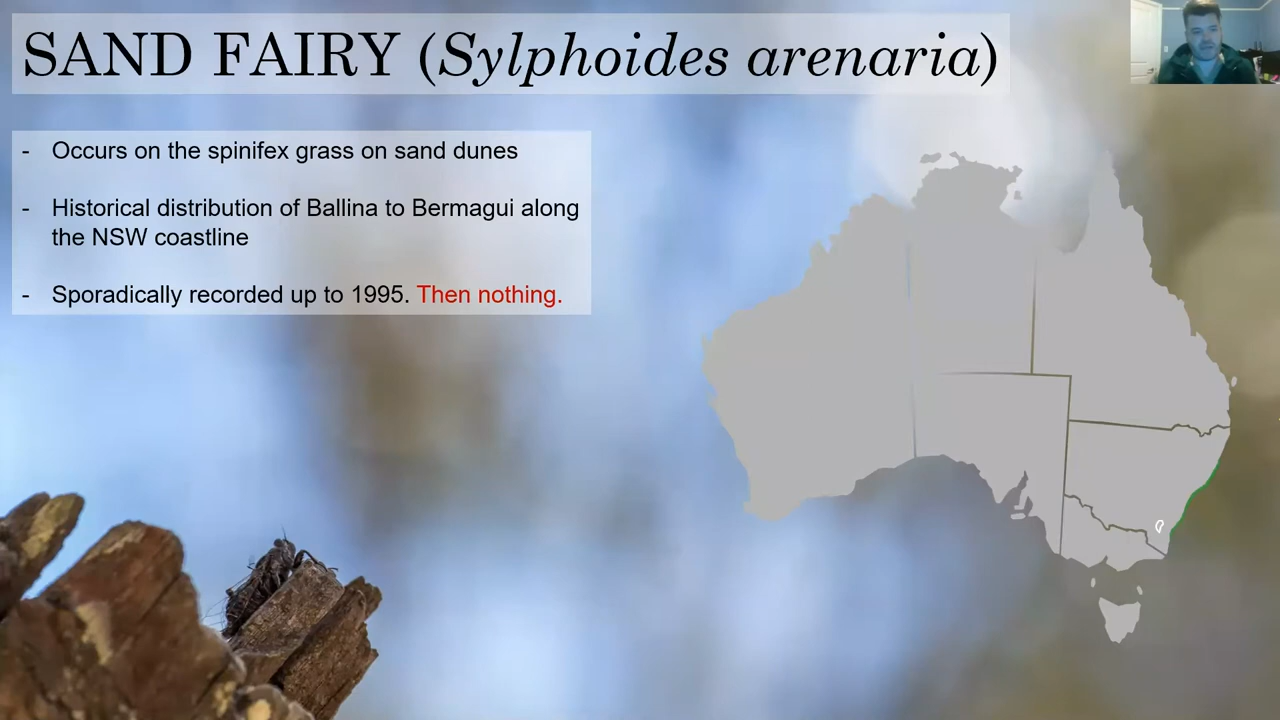 SAND FAIRY (Sylphoides arenaria)
- Occurs on the spinifex grass on sand dunes
- Historical distribution of Ballina to Bermagui along
the NSW coastline
- Sporadically recorded up to 1995. Then nothing.